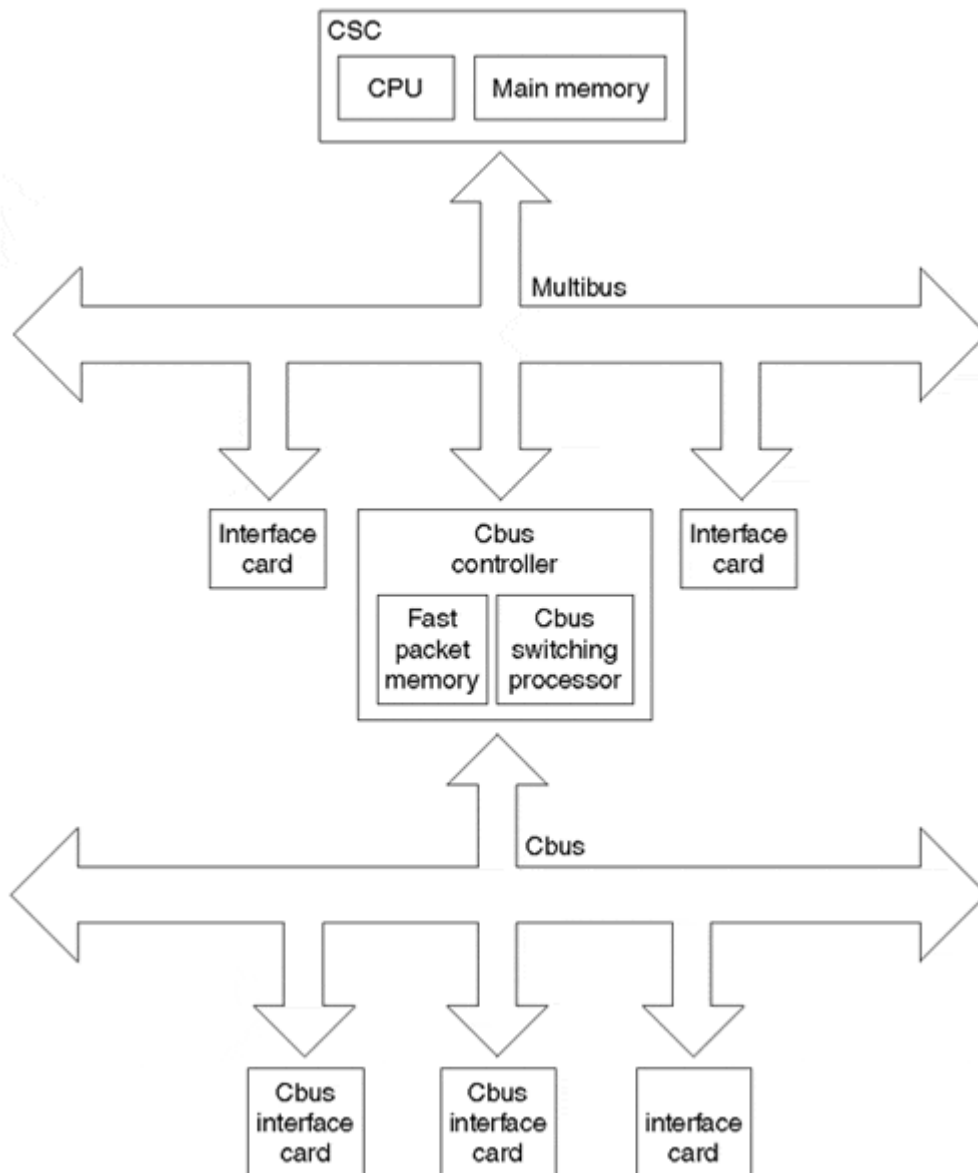 CSC
CPU
Main memory
Multibus
Interface
card
Cbus
controller
Fast
packet
memory
Cbus
switching
processor
Interface
card
Cbus
Cbus
interface
card
Cbus
interface
card
interface
card